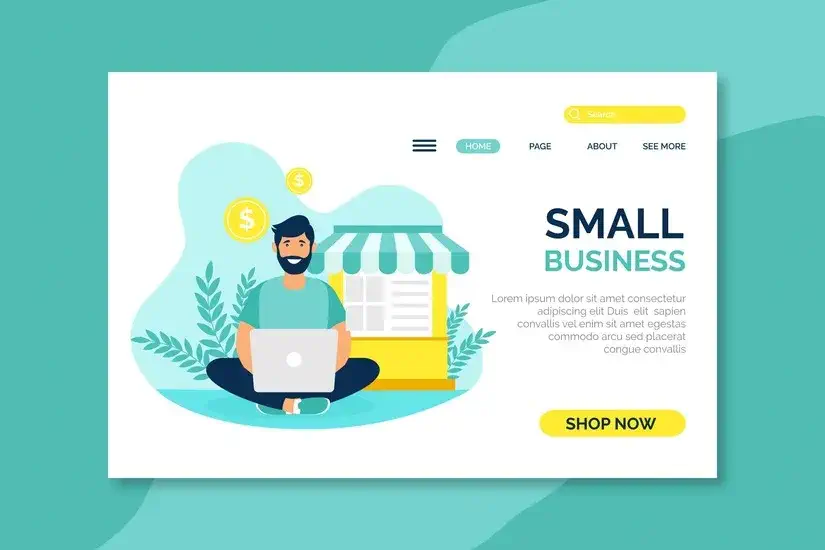 Search
HOME PAGE ABOUT SEE MORE
$
$
SMALL
BUSINESS
Lorem ipsum dolor sit amet consectetur
adipiscing elit Duis elit sapien
convallis vel enim sit amet egestas
commodo arcu sed placerat
congue convallis
SHOP NOW